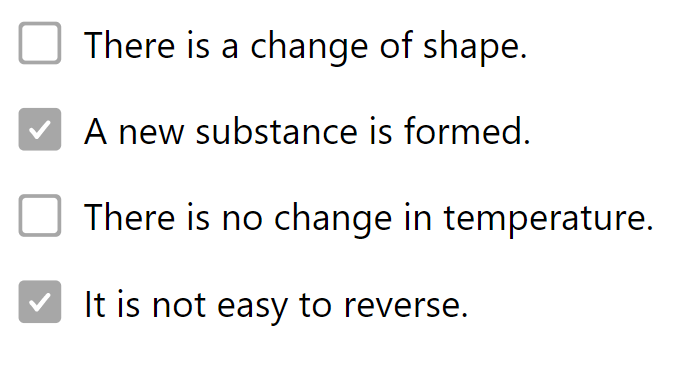 There is a change of shape.
A new substance is formed.
There is no change in temperature.
It is not easy to reverse.